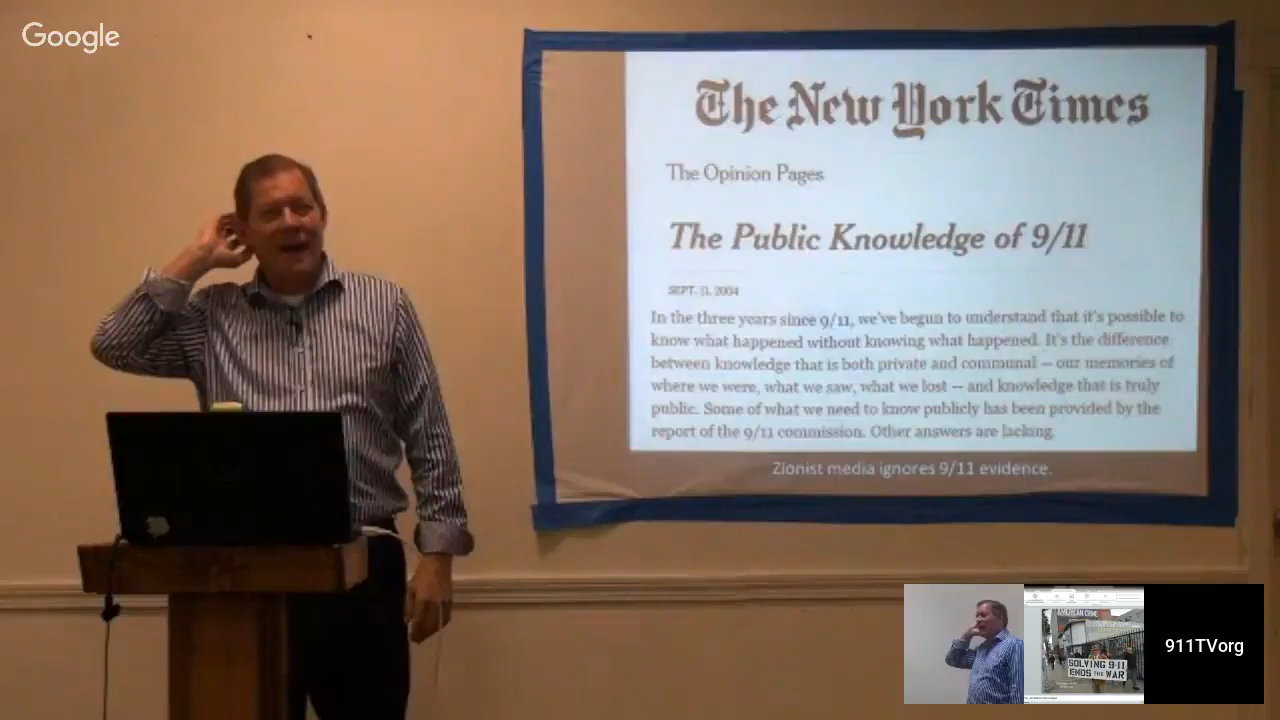 Google
The New York Times
The Opinion Pages
The Public Knowledge of 9/11
SEPT. 11, 2004
In the three years since 9/11, we've begun to understand that it's possible to
know what happened without knowing what happened. It's the difference
between knowledge that is both private and communal — our memories of
where we were, what we saw, what we lost — and knowledge that is truly
public. Some of what we need to know publicly has been provided by the
report of the 9/11 commission. Other answers are lacking.
Zionist media ignores 9/11 evidence.
AMERICAN CRIME
SOLVING 9-11
ENDS THE WAR
911TVorg